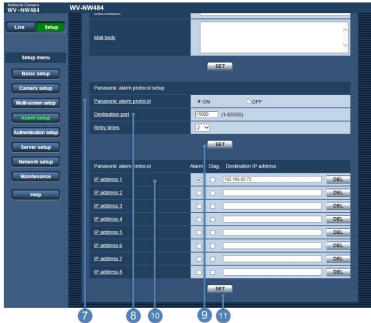 Network Camera
WV-NW484
WV-NW484
Live
Setup
Mail body
SET
Setup menu
Basic setup
Camera setup
Multi-screen setup
Alarm setup
Authentication setup
Server setup
Network setup
Maintenance
Help
Panasonic alarm protocol setup
Panasonic alarm protocol ON OFF
Destination port 15000 (1-65535)
Retry times 2
SET
Panasonic alarm protocol Alarm Diag. Destination IP address
IP address 1 192.168.60.73 DEL
IP address 2 DEL
IP address 3 DEL
IP address 4 DEL
IP address 5 DEL
IP address 6 DEL
IP address 7 DEL
IP address 8 DEL
SET
7 8 10 9 11